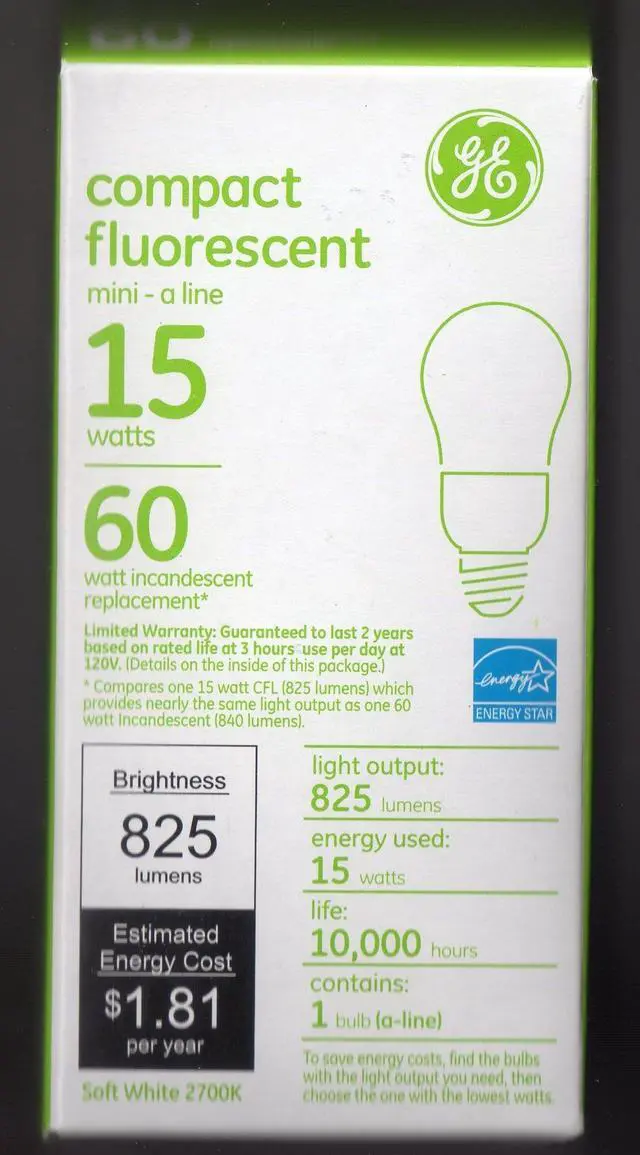 60
GE
compact
fluorescent
mini - a line
15
watts
60
watt incandescent
replacement*
Limited Warranty: Guaranteed to last 2 years
based on rated life at 3 hours use per day at
120V. (Details on the inside of this package.)
* Compares one 15 watt CFL (825 lumens) which
provides nearly the same light output as one 60
watt Incandescent (840 lumens).
energy
ENERGY STAR
Brightness
825
lumens
Estimated
Energy Cost
$1.81
per year
Soft White 2700K
light output:
825 lumens
energy used:
15 watts
life:
10,000 hours
contains:
1 bulb (a-line)
To save energy costs, find the bulbs
with the light output you need, then
choose the one with the lowest watts.